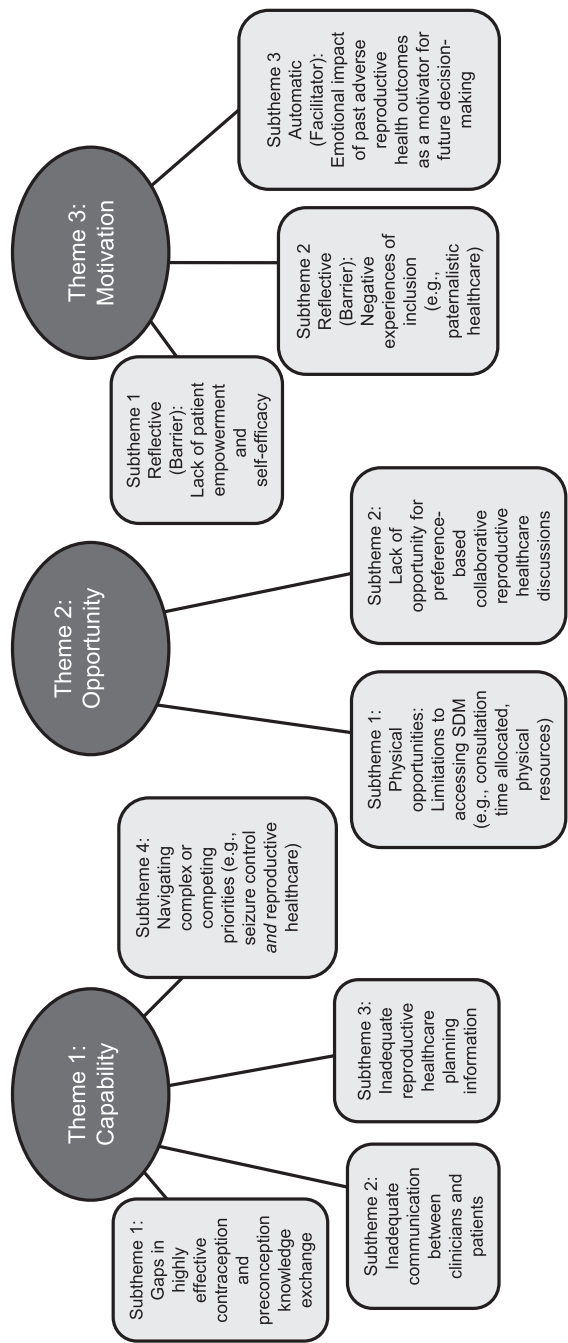 Theme 1:
Capability
Subtheme 1:
Gaps in
highly
effective
contraception
and
preconception
knowledge
exchange
Subtheme 2:
Inadequate
communication
between
clinicians and
patients
Subtheme 3:
Inadequate
reproductive
healthcare
planning
information
Subtheme 4:
Navigating
complex or
competing
priorities (e.g.,
seizure control
and reproductive
healthcare)
Theme 2:
Opportunity
Subtheme 1:
Physical
opportunities:
Limitations to
accessing SDM
(e.g., consultation
time allocated,
physical
resources)
Subtheme 2:
Lack of
opportunity for
preference-
based
collaborative
reproductive
healthcare
discussions
Theme 3:
Motivation
Subtheme 1
Reflective
(Barrier):
Lack of patient
empowerment
and
self-efficacy
Subtheme 2
Reflective
(Barrier):
Negative
experiences of
inclusion
(e.g.,
paternalistic
healthcare)
Subtheme 3
Automatic
(Facilitator):
Emotional impact
of past adverse
reproductive
health outcomes
as a motivator for
future decision-
making